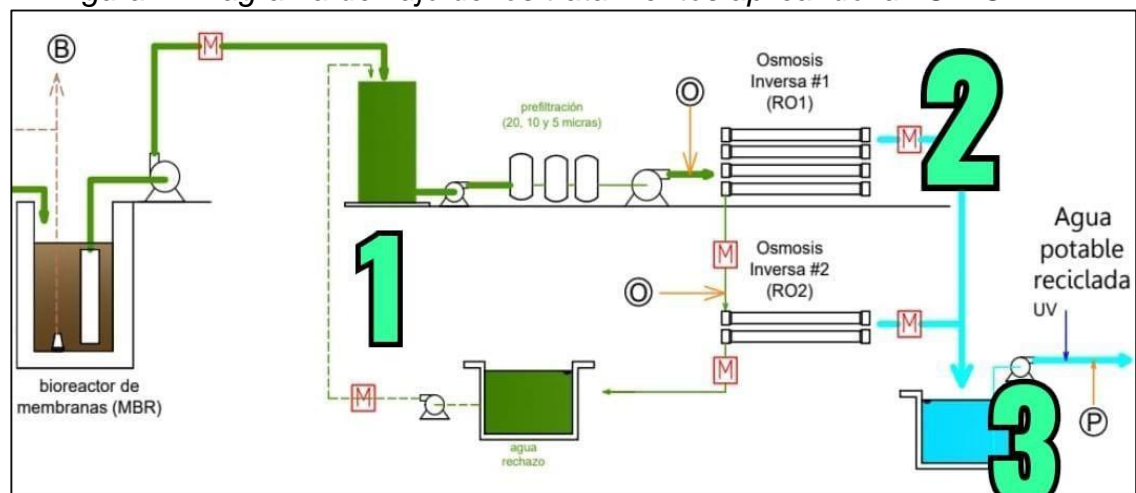 B
M
Osmosis
Inversa #1
(RO1)
prefiltración
(20, 10 y 5 micras)
O
M
2
1
M
Osmosis
Inversa #2
(RO2)
O
M
Agua
potable
reciclada
UV
M
M
bioreactor de
membranas (MBR)
agua
rechazo
3
P